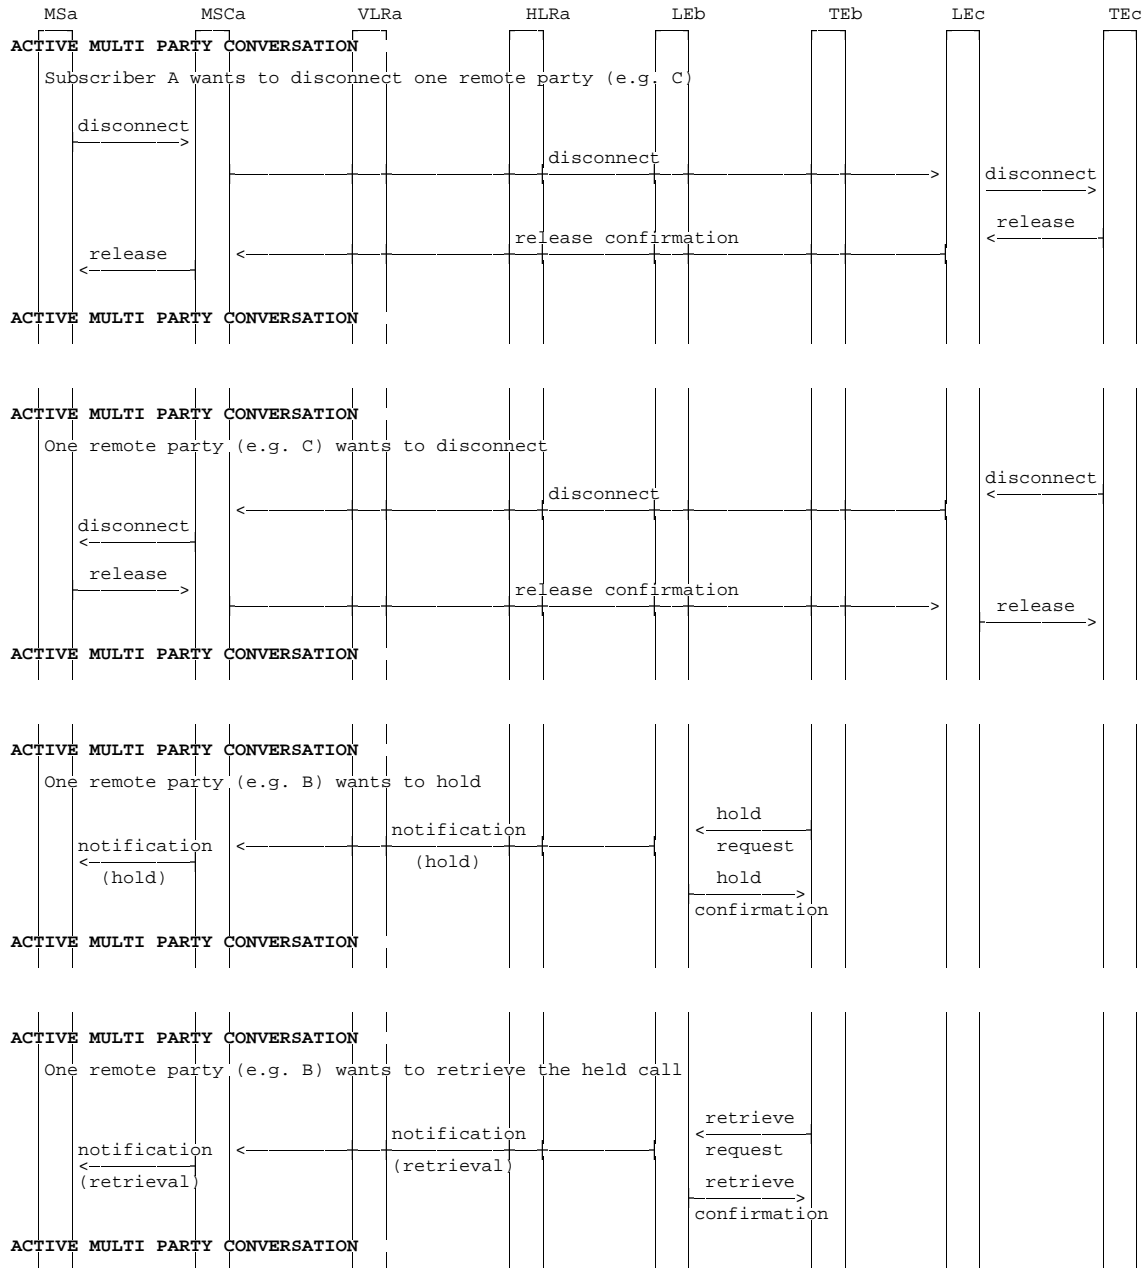 MSa MSCa VLRa HLRa LEb TEb LEc TEc
ACTIVE MULTI PARTY CONVERSATION
Subscriber A wants to disconnect one remote party (e.g. C)
disconnect
disconnect
disconnect
release
release confirmation
release
ACTIVE MULTI PARTY CONVERSATION
ACTIVE MULTI PARTY CONVERSATION
One remote party (e.g. C) wants to disconnect
disconnect
disconnect
disconnect
release
release confirmation
release
ACTIVE MULTI PARTY CONVERSATION
ACTIVE MULTI PARTY CONVERSATION
One remote party (e.g. B) wants to hold
hold
notification
notification request
(hold)
(hold) hold
confirmation
ACTIVE MULTI PARTY CONVERSATION
ACTIVE MULTI PARTY CONVERSATION
One remote party (e.g. B) wants to retrieve the held call
retrieve
notification
notification request
(retrieval)
(retrieval) retrieve
confirmation
ACTIVE MULTI PARTY CONVERSATION